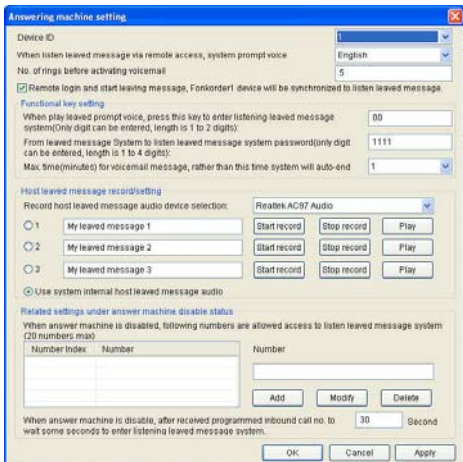 Answering machine setting
Device ID
1
When listen leaved message via remote access, system prompt voice
English
No. of rings before activating voicemail
5
Remote login and start leaving message, Fonkorder1 device will be synchronized to listen leaved message.
Functional key setting
When play leaved prompt voice, press this key to enter listening leaved message
system(Only digit can be entered, length is 1 to 2 digits):
00
From leaved message System to listen leaved message system password(only digit
can be entered, length is 1 to 4 digits):
1111
Max. time(minutes) for voicemail message, rather than this time system will auto-end
1
Host leaved message record/setting
Record host leaved message audio device selection:
Realtek AC97 Audio
1
My leaved message 1
Start record
Stop record
Play
2
My leaved message 2
Start record
Stop record
Play
3
My leaved message 3
Start record
Stop record
Play
Use system internal host leaved message audio
Related settings under answer machine disable status
When answer machine is disabled, following numbers are allowed access to listen leaved message system
(20 numbers max)
Number Index
Number
Number
Add
Modify
Delete
When answer machine is disable, after received programmed inbound call no. to
wait some seconds to enter listening leaved message system.
30
Second
OK
Cancel
Apply